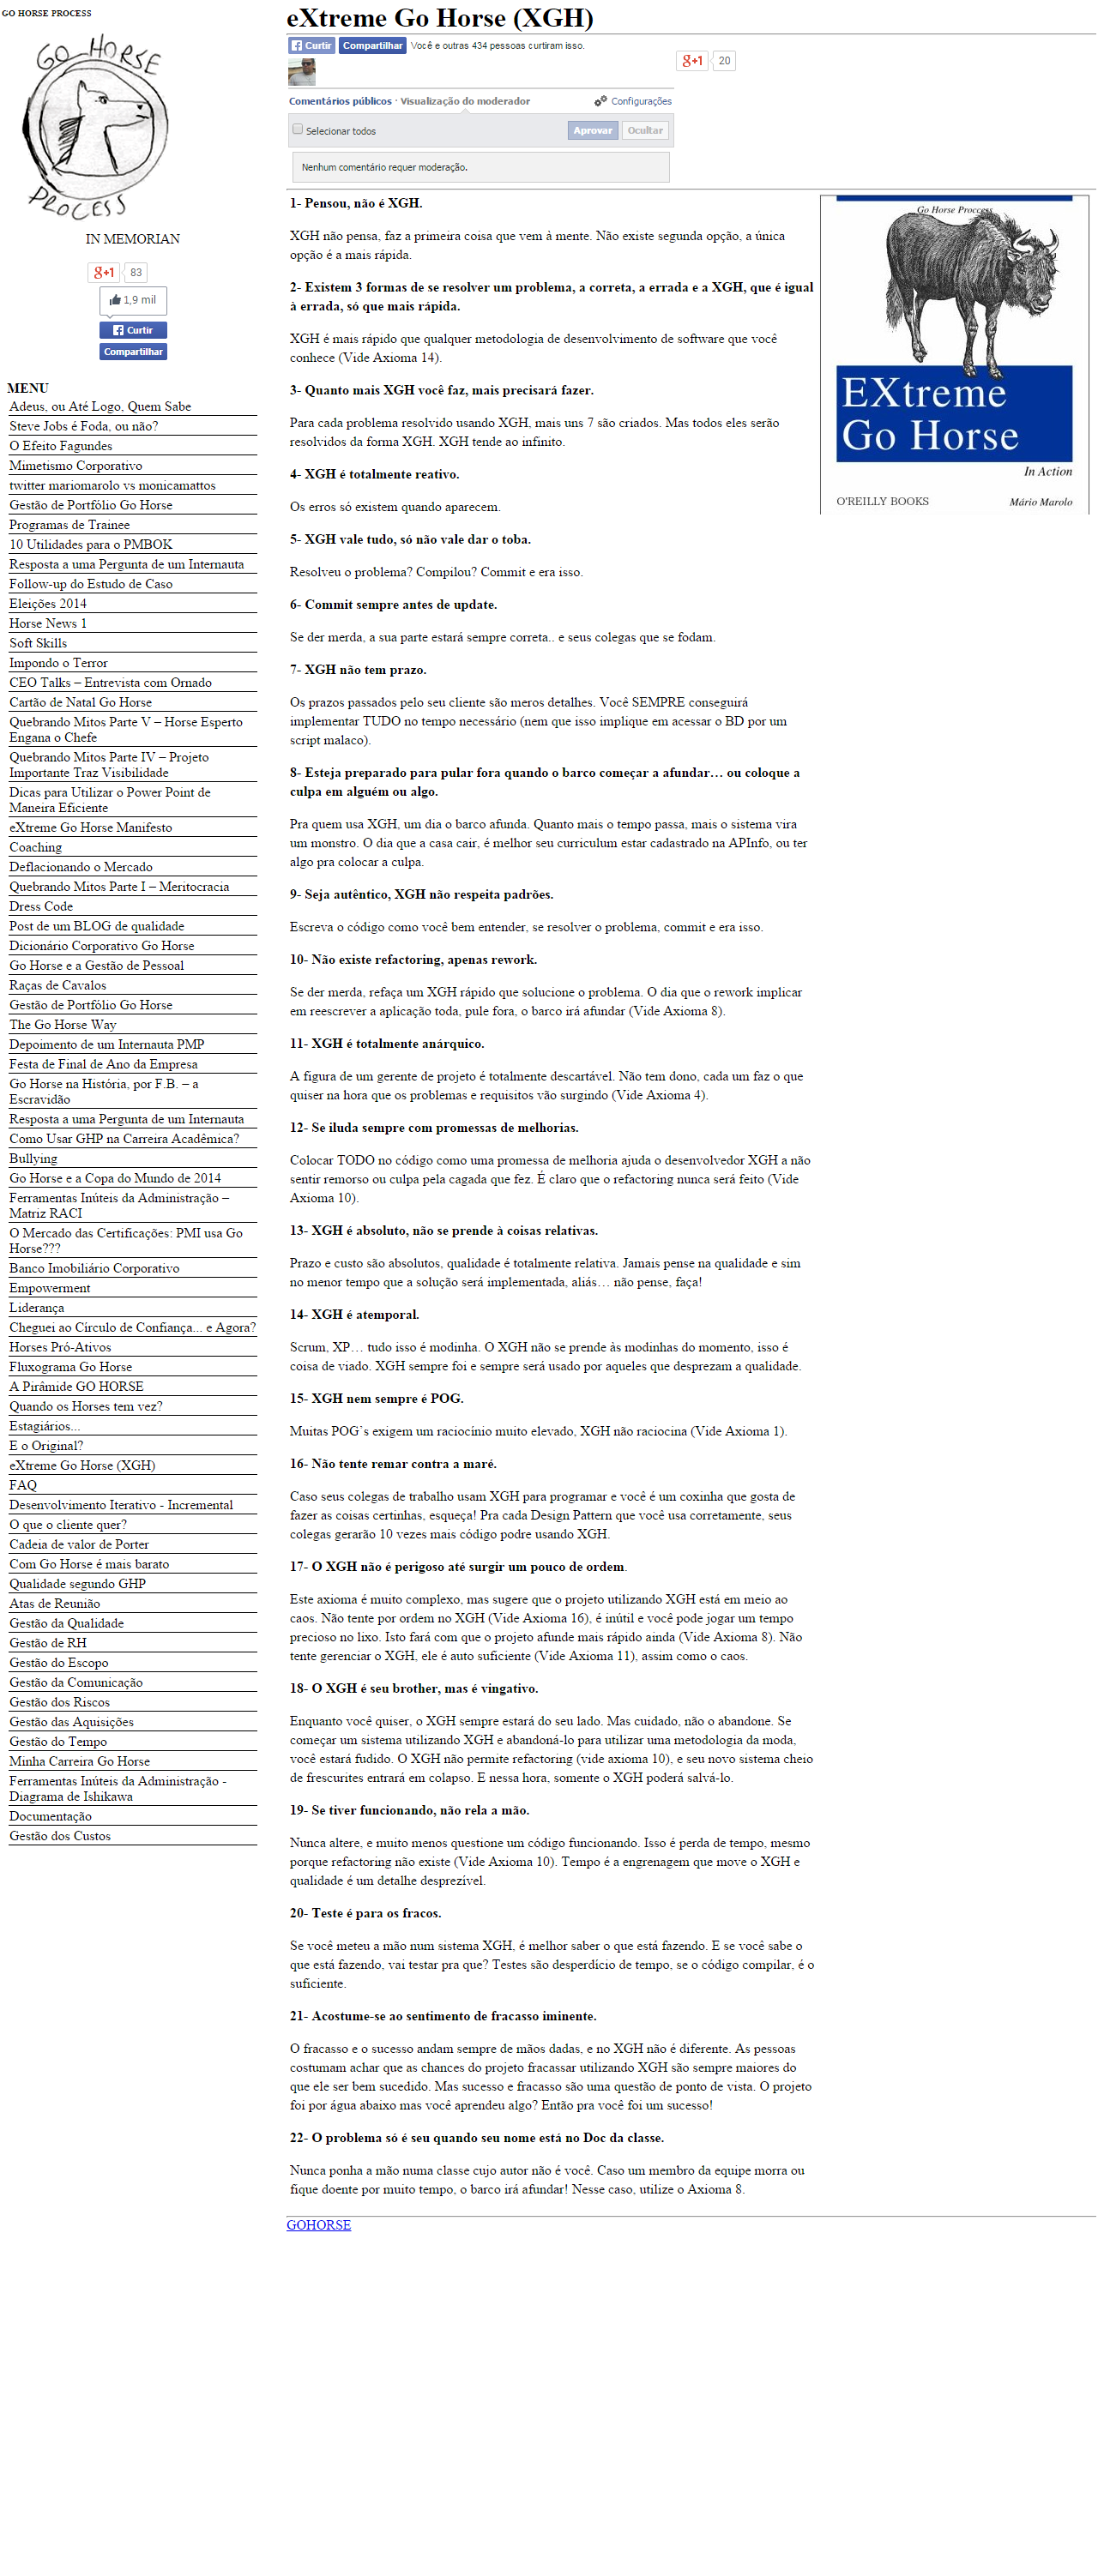 GO HORSE PROCESS
GO HORSE
PROCESS
IN MEMORIAN
g+1 83
1,9 mil
Curtir
Compartilhar
MENU
Adeus, ou Até Logo, Quem Sabe
Steve Jobs é Foda, ou não?
O Efeito Fagundes
Mimetismo Corporativo
twitter mariomarolo vs monicamattos
Gestão de Portfólio Go Horse
Programas de Trainee
10 Utilidades para o PMBOK
Resposta a uma Pergunta de um Internauta
Follow-up do Estudo de Caso
Eleições 2014
Horse News 1
Soft Skills
Impondo o Terror
CEO Talks – Entrevista com Ornado
Cartão de Natal Go Horse
Quebrando Mitos Parte V – Horse Esperto
Engana o Chefe
Quebrando Mitos Parte IV – Projeto
Importante Traz Visibilidade
Dicas para Utilizar o Power Point de
Maneira Eficiente
eXtreme Go Horse Manifesto
Coaching
Deflacionando o Mercado
Quebrando Mitos Parte I – Meritocracia
Dress Code
Post de um BLOG de qualidade
Dicionário Corporativo Go Horse
Go Horse e a Gestão de Pessoal
Raças de Cavalos
Gestão de Portfólio Go Horse
The Go Horse Way
Depoimento de um Internauta PMP
Festa de Final de Ano da Empresa
Go Horse na História, por F.B. – a
Escravidão
Resposta a uma Pergunta de um Internauta
Como Usar GHP na Carreira Acadêmica?
Bullying
Go Horse e a Copa do Mundo de 2014
Ferramentas Inúteis da Administração –
Matriz RACI
O Mercado das Certificações: PMI usa Go
Horse???
Banco Imobiliário Corporativo
Empowerment
Liderança
Cheguei ao Círculo de Confiança... e Agora?
Horses Pró-Ativos
Fluxograma Go Horse
A Pirâmide GO HORSE
Quando os Horses tem vez?
Estagiários...
E o Original?
eXtreme Go Horse (XGH)
FAQ
Desenvolvimento Iterativo - Incremental
O que o cliente quer?
Cadeia de valor de Porter
Com Go Horse é mais barato
Qualidade segundo GHP
Atas de Reunião
Gestão da Qualidade
Gestão de RH
Gestão do Escopo
Gestão da Comunicação
Gestão dos Riscos
Gestão das Aquisições
Gestão do Tempo
Minha Carreira Go Horse
Ferramentas Inúteis da Administração -
Diagrama de Ishikawa
Documentação
Gestão dos Custos
eXtreme Go Horse (XGH)
Curtir Compartilhar Você e outras 434 pessoas curtiram isso.
g+1 20
Comentários públicos · Visualização do moderador Configurações
Selecionar todos Aprovar Ocultar
Nenhum comentário requer moderação.
1- Pensou, não é XGH.
XGH não pensa, faz a primeira coisa que vem à mente. Não existe segunda opção, a única
opção é a mais rápida.
2- Existem 3 formas de se resolver um problema, a correta, a errada e a XGH, que é igual
à errada, só que mais rápida.
XGH é mais rápido que qualquer metodologia de desenvolvimento de software que você
conhece (Vide Axioma 14).
3- Quanto mais XGH você faz, mais precisará fazer.
Para cada problema resolvido usando XGH, mais uns 7 são criados. Mas todos eles serão
resolvidos da forma XGH. XGH tende ao infinito.
4- XGH é totalmente reativo.
Os erros só existem quando aparecem.
5- XGH vale tudo, só não vale dar o toba.
Resolveu o problema? Compilou? Commit e era isso.
6- Commit sempre antes de update.
Se der merda, a sua parte estará sempre correta.. e seus colegas que se fodam.
7- XGH não tem prazo.
Os prazos passados pelo seu cliente são meros detalhes. Você SEMPRE conseguirá
implementar TUDO no tempo necessário (nem que isso implique em acessar o BD por um
script malaco).
8- Esteja preparado para pular fora quando o barco começar a afundar… ou coloque a
culpa em alguém ou algo.
Pra quem usa XGH, um dia o barco afunda. Quanto mais o tempo passa, mais o sistema vira
um monstro. O dia que a casa cair, é melhor seu curriculum estar cadastrado na APInfo, ou ter
algo pra colocar a culpa.
9- Seja autêntico, XGH não respeita padrões.
Escreva o código como você bem entender, se resolver o problema, commit e era isso.
10- Não existe refactoring, apenas rework.
Se der merda, refaça um XGH rápido que solucione o problema. O dia que o rework implicar
em reescrever a aplicação toda, pule fora, o barco irá afundar (Vide Axioma 8).
11- XGH é totalmente anárquico.
A figura de um gerente de projeto é totalmente descartável. Não tem dono, cada um faz o que
quiser na hora que os problemas e requisitos vão surgindo (Vide Axioma 4).
12- Se iluda sempre com promessas de melhorias.
Colocar TODO no código como uma promessa de melhoria ajuda o desenvolvedor XGH a não
sentir remorso ou culpa pela cagada que fez. É claro que o refactoring nunca será feito (Vide
Axioma 10).
13- XGH é absoluto, não se prende à coisas relativas.
Prazo e custo são absolutos, qualidade é totalmente relativa. Jamais pense na qualidade e sim
no menor tempo que a solução será implementada, aliás… não pense, faça!
14- XGH é atemporal.
Scrum, XP… tudo isso é modinha. O XGH não se prende às modinhas do momento, isso é
coisa de viado. XGH sempre foi e sempre será usado por aqueles que desprezam a qualidade.
15- XGH nem sempre é POG.
Muitas POG`s exigem um raciocínio muito elevado, XGH não raciocina (Vide Axioma 1).
16- Não tente remar contra a maré.
Caso seus colegas de trabalho usam XGH para programar e você é um coxinha que gosta de
fazer as coisas certinhas, esqueça! Pra cada Design Pattern que você usa corretamente, seus
colegas gerarão 10 vezes mais código podre usando XGH.
17- O XGH não é perigoso até surgir um pouco de ordem.
Este axioma é muito complexo, mas sugere que o projeto utilizando XGH está em meio ao
caos. Não tente por ordem no XGH (Vide Axioma 16), é inútil e você pode jogar um tempo
precioso no lixo. Isto fará com que o projeto afunde mais rápido ainda (Vide Axioma 8). Não
tente gerenciar o XGH, ele é auto suficiente (Vide Axioma 11), assim como o caos.
18- O XGH é seu brother, mas é vingativo.
Enquanto você quiser, o XGH sempre estará do seu lado. Mas cuidado, não o abandone. Se
começar um sistema utilizando XGH e abandoná-lo para utilizar uma metodologia da moda,
você estará fudido. O XGH não permite refactoring (vide axioma 10), e seu novo sistema cheio
de frescurites entrará em colapso. E nessa hora, somente o XGH poderá salvá-lo.
19- Se tiver funcionando, não rela a mão.
Nunca altere, e muito menos questione um código funcionando. Isso é perda de tempo, mesmo
porque refactoring não existe (Vide Axioma 10). Tempo é a engrenagem que move o XGH e
qualidade é um detalhe desprezível.
20- Teste é para os fracos.
Se você meteu a mão num sistema XGH, é melhor saber o que está fazendo. E se você sabe o
que está fazendo, vai testar pra que? Testes são desperdício de tempo, se o código compilar, é o
suficiente.
21- Acostume-se ao sentimento de fracasso iminente.
O fracasso e o sucesso andam sempre de mãos dadas, e no XGH não é diferente. As pessoas
costumam achar que as chances do projeto fracassar utilizando XGH são sempre maiores do
que ele ser bem sucedido. Mas sucesso e fracasso são uma questão de ponto de vista. O projeto
foi por água abaixo mas você aprendeu algo? Então pra você foi um sucesso!
22- O problema só é seu quando seu nome está no Doc da classe.
Nunca ponha a mão numa classe cujo autor não é você. Caso um membro da equipe morra ou
fique doente por muito tempo, o barco irá afundar! Nesse caso, utilize o Axioma 8.
Go Horse Proccess
EXtreme
Go Horse
In Action
O'REILLY BOOKS Mário Marolo
GOHORSE